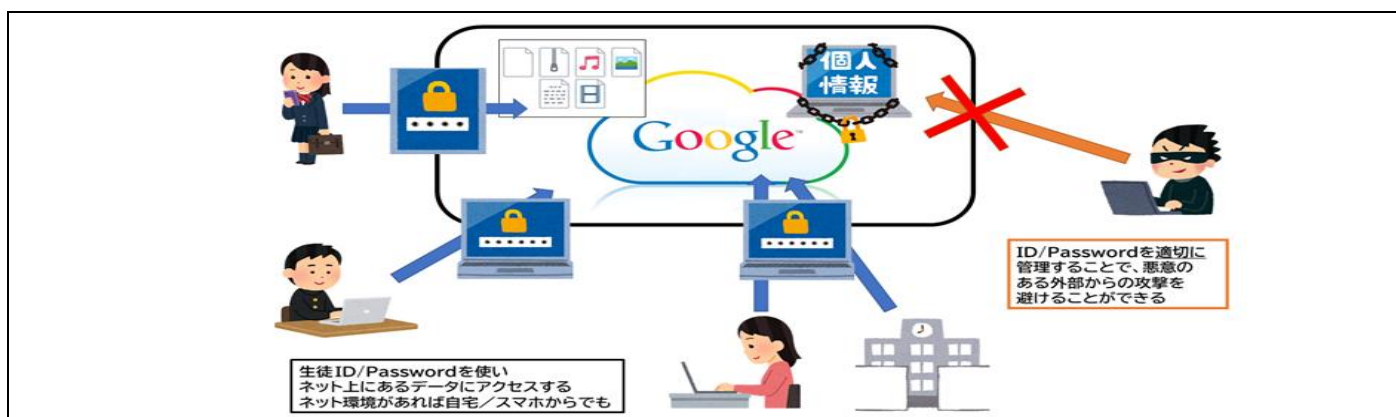 個人
情報
Google
ID/Passwordを適切に
管理することで、悪意の
ある外部からの攻撃を
避けることができる
生徒ID/Passwordを使い
ネット上にあるデータにアクセスする
ネット環境があれば自宅／スマホからでも